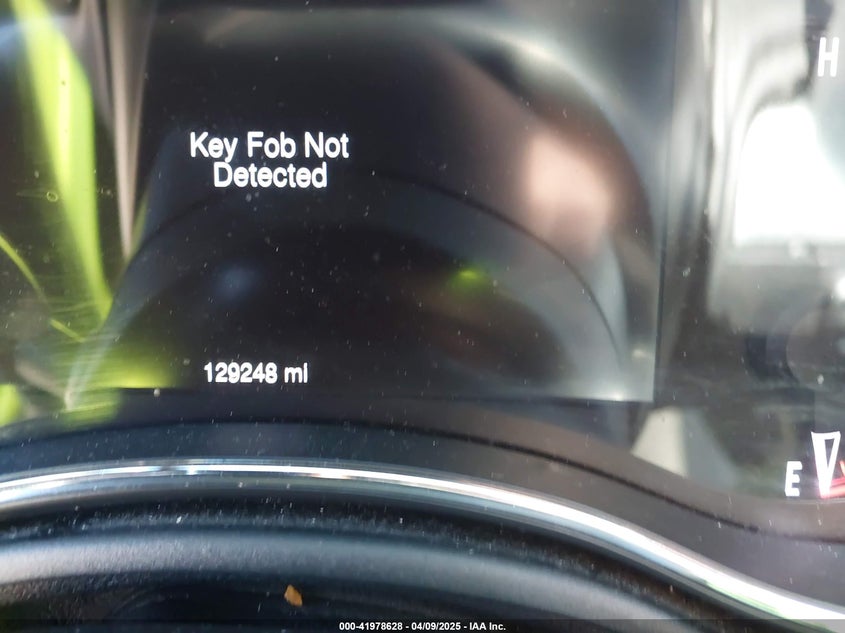 H
Key Fob Not
Detected
129248 mi
E
000-41978628 - 04/09/2025 - IAA Inc.